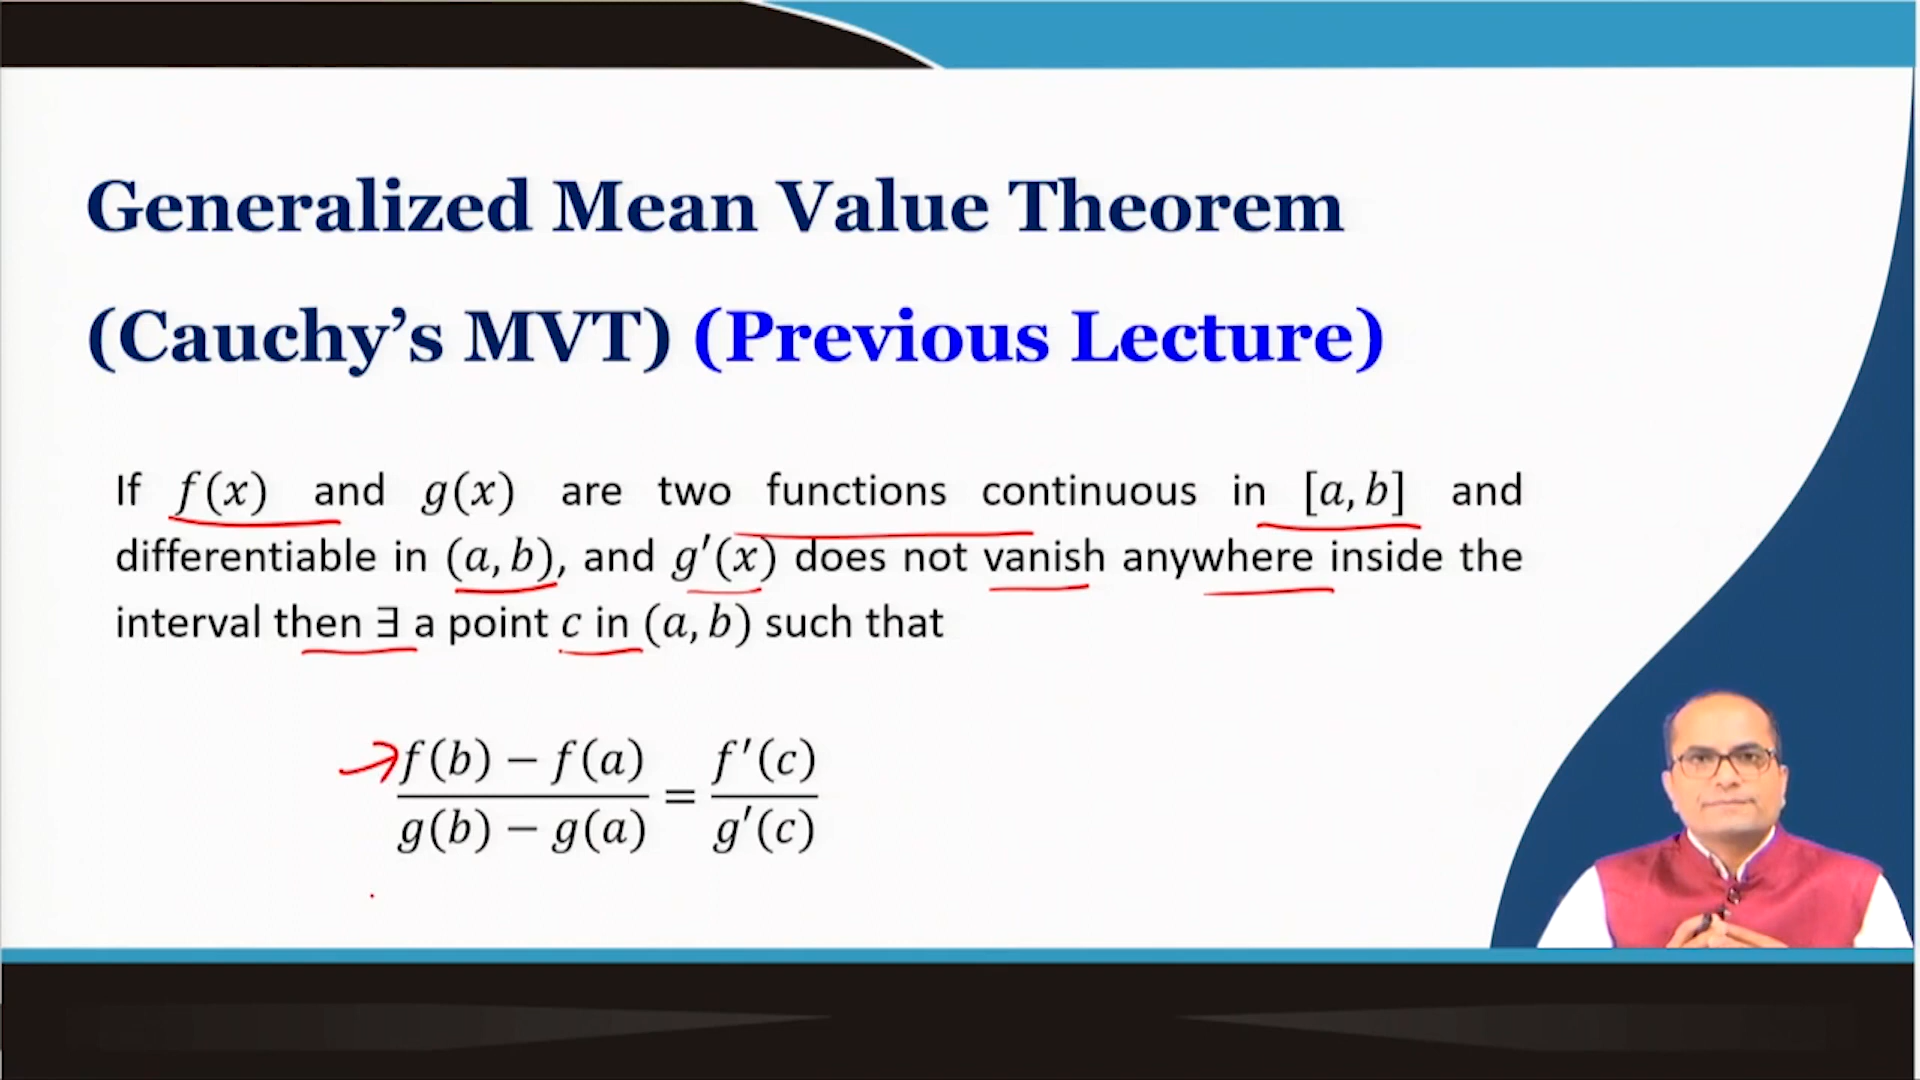 Generalized Mean Value Theorem
(Cauchy’s MVT) (Previous Lecture)
If f(x) and g(x) are two functions continuous in [a, b] and
differentiable in (a, b), and g′(x) does not vanish anywhere inside the
interval then ∃ a point c in (a, b) such that
f(b) − f(a) / g(b) − g(a) = f′(c) / g′(c)